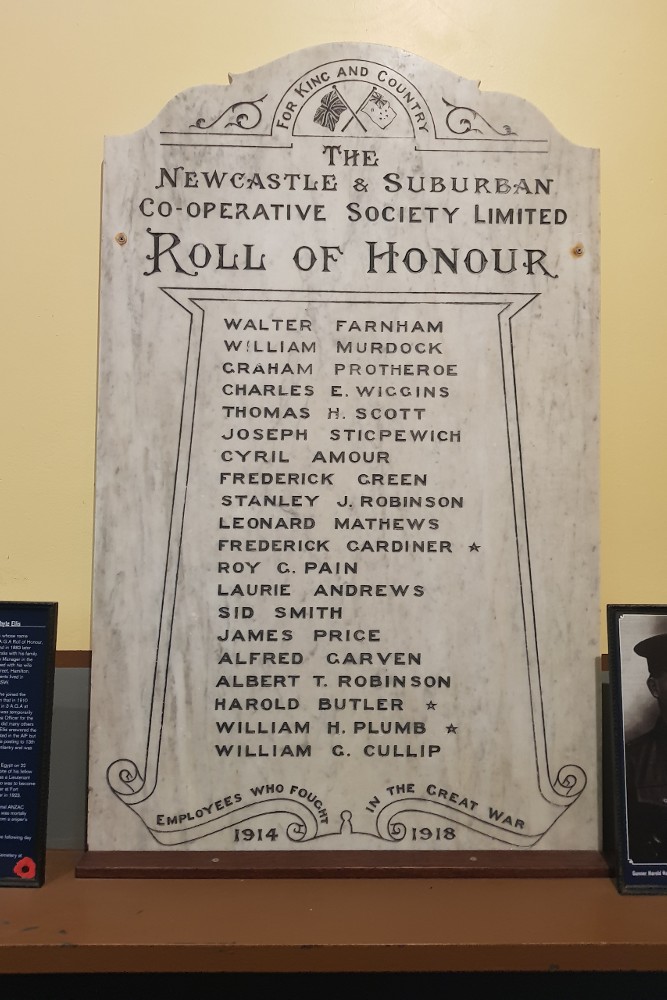 FOR KING AND COUNTRY
THE
NEWCASTLE & SUBURBAN
CO-OPERATIVE SOCIETY LIMITED
ROLL OF HONOUR
WALTER FARNHAM
WILLIAM MURDOCK
GRAHAM PROTHEROE
CHARLES E. WIGGINS
THOMAS H. SCOTT
JOSEPH STICPEWICH
CYRIL AMOUR
FREDERICK GREEN
STANLEY J. ROBINSON
LEONARD MATHEWS
FREDERICK GARDINER ☆
ROY G. PAIN
LAURIE ANDREWS
SID SMITH
JAMES PRICE
ALFRED GARVEN
ALBERT T. ROBINSON
HAROLD BUTLER ☆
WILLIAM H. PLUMB ☆
WILLIAM G. CULLIP
EMPLOYEES WHO FOUGHT IN THE GREAT WAR
1914 1918